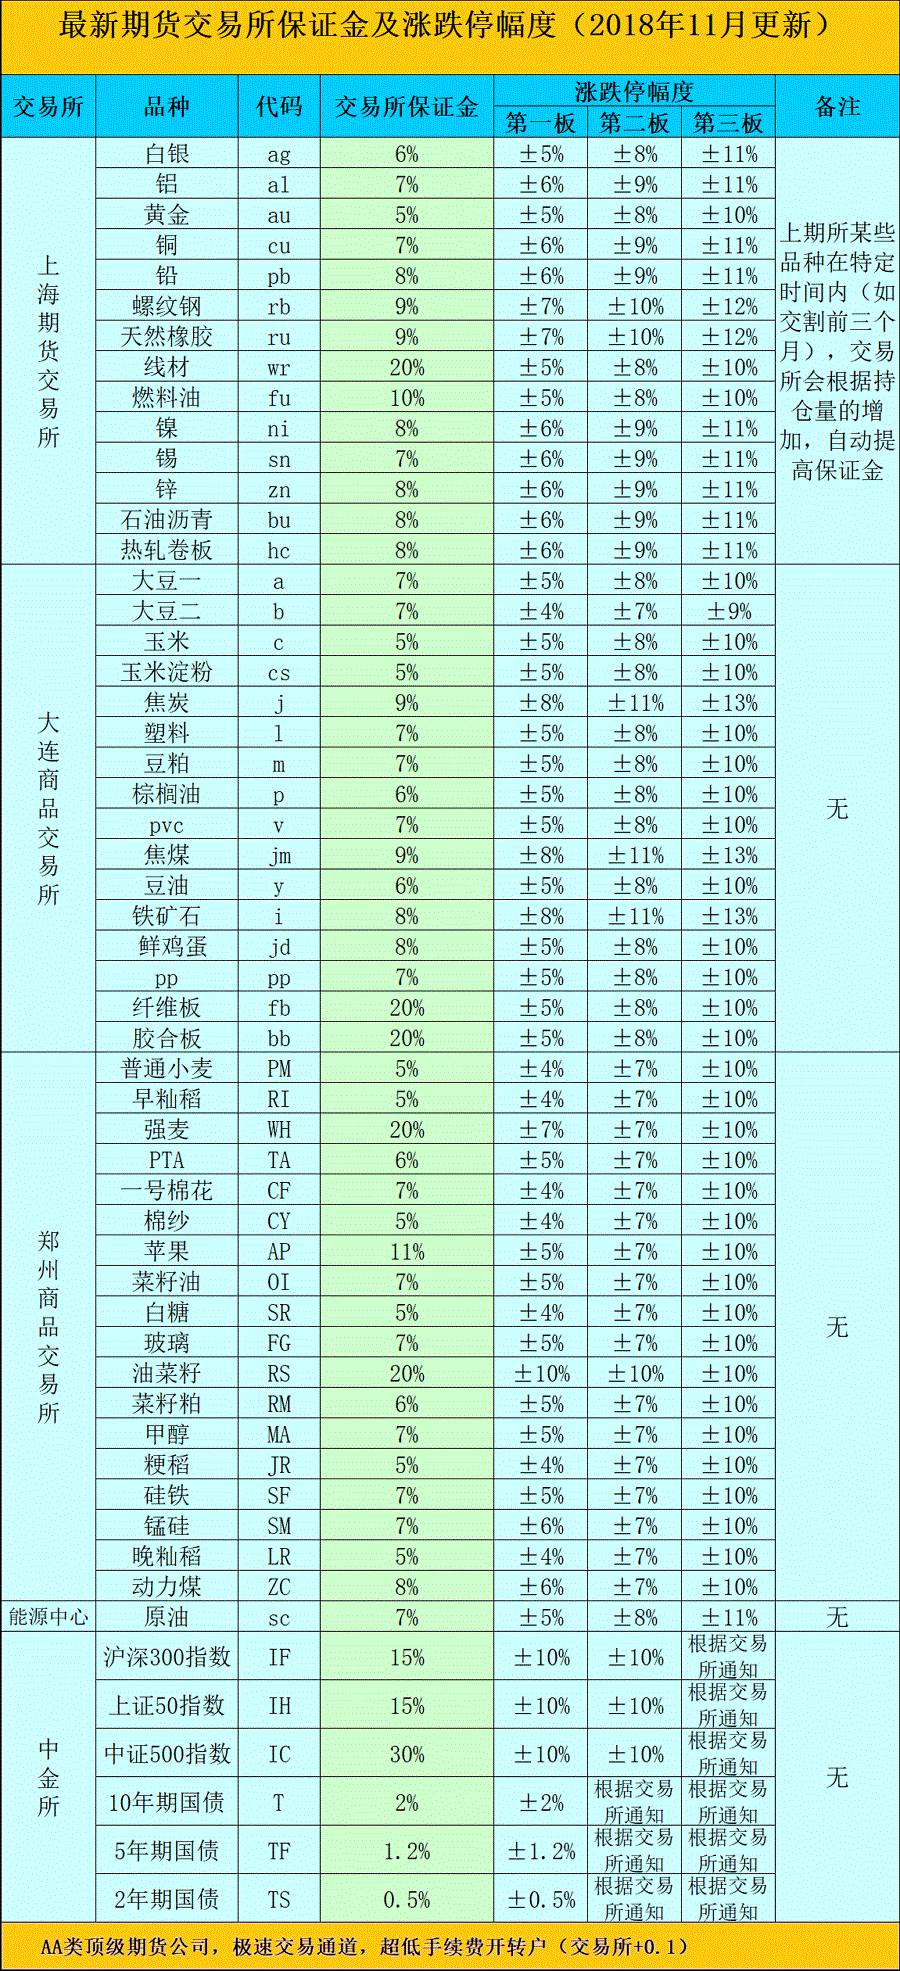 最新期货交易所保证金及涨跌停幅度（2018年11月更新）
交易所 品种 代码 交易所保证金 涨跌停幅度 备注
第一板 第二板 第三板
上海期货交易所
白银 ag 6% ±5% ±8% ±11%
铝 al 7% ±6% ±9% ±11%
黄金 au 5% ±5% ±8% ±10%
铜 cu 7% ±6% ±9% ±11%
铅 pb 8% ±6% ±9% ±11%
螺纹钢 rb 9% ±7% ±10% ±12%
天然橡胶 ru 9% ±7% ±10% ±12%
线材 wr 20% ±5% ±8% ±10%
燃料油 fu 10% ±5% ±8% ±10%
镍 ni 8% ±6% ±9% ±11%
锡 sn 7% ±6% ±9% ±11%
锌 zn 8% ±6% ±9% ±11%
石油沥青 bu 8% ±6% ±9% ±11%
热轧卷板 hc 8% ±6% ±9% ±11%
上期所某些
品种在特定
时间内（如
交割前三个
月），交易
所会根据持
仓量的增
加，自动提
高保证金
大连商品交易所
大豆一 a 7% ±5% ±8% ±10%
大豆二 b 7% ±4% ±7% ±9%
玉米 c 5% ±5% ±8% ±10%
玉米淀粉 cs 5% ±5% ±8% ±10%
焦炭 j 9% ±8% ±11% ±13%
塑料 l 7% ±5% ±8% ±10%
豆粕 m 7% ±5% ±8% ±10%
棕榈油 p 6% ±5% ±8% ±10%
pvc v 7% ±5% ±8% ±10%
焦煤 jm 9% ±8% ±11% ±13%
豆油 y 6% ±5% ±8% ±10%
铁矿石 i 8% ±8% ±11% ±13%
鲜鸡蛋 jd 8% ±5% ±8% ±10%
pp pp 7% ±5% ±8% ±10%
纤维板 fb 20% ±5% ±8% ±10%
胶合板 bb 20% ±5% ±8% ±10%
无
郑州商品交易所
普通小麦 PM 5% ±4% ±7% ±10%
早籼稻 RI 5% ±4% ±7% ±10%
强麦 WH 20% ±7% ±7% ±10%
PTA TA 6% ±5% ±7% ±10%
一号棉花 CF 7% ±4% ±7% ±10%
棉纱 CY 5% ±4% ±7% ±10%
苹果 AP 11% ±5% ±7% ±10%
菜籽油 OI 7% ±5% ±7% ±10%
白糖 SR 5% ±4% ±7% ±10%
玻璃 FG 7% ±5% ±7% ±10%
油菜籽 RS 20% ±10% ±10% ±10%
菜籽粕 RM 6% ±5% ±7% ±10%
甲醇 MA 7% ±5% ±7% ±10%
粳稻 JR 5% ±4% ±7% ±10%
硅铁 SF 7% ±5% ±7% ±10%
锰硅 SM 7% ±6% ±7% ±10%
晚籼稻 LR 5% ±4% ±7% ±10%
动力煤 ZC 8% ±6% ±7% ±10%
无
能源中心 原油 sc 7% ±5% ±8% ±11% 无
中金所
沪深300指数 IF 15% ±10% ±10% 根据交易所通知
上证50指数 IH 15% ±10% ±10% 根据交易所通知
中证500指数 IC 30% ±10% ±10% 根据交易所通知
10年期国债 T 2% ±2% 根据交易所通知 根据交易所通知
5年期国债 TF 1.2% ±1.2% 根据交易所通知 根据交易所通知
2年期国债 TS 0.5% ±0.5% 根据交易所通知 根据交易所通知
无
AA类顶级期货公司，极速交易通道，超低手续费开转户（交易所+0.1）